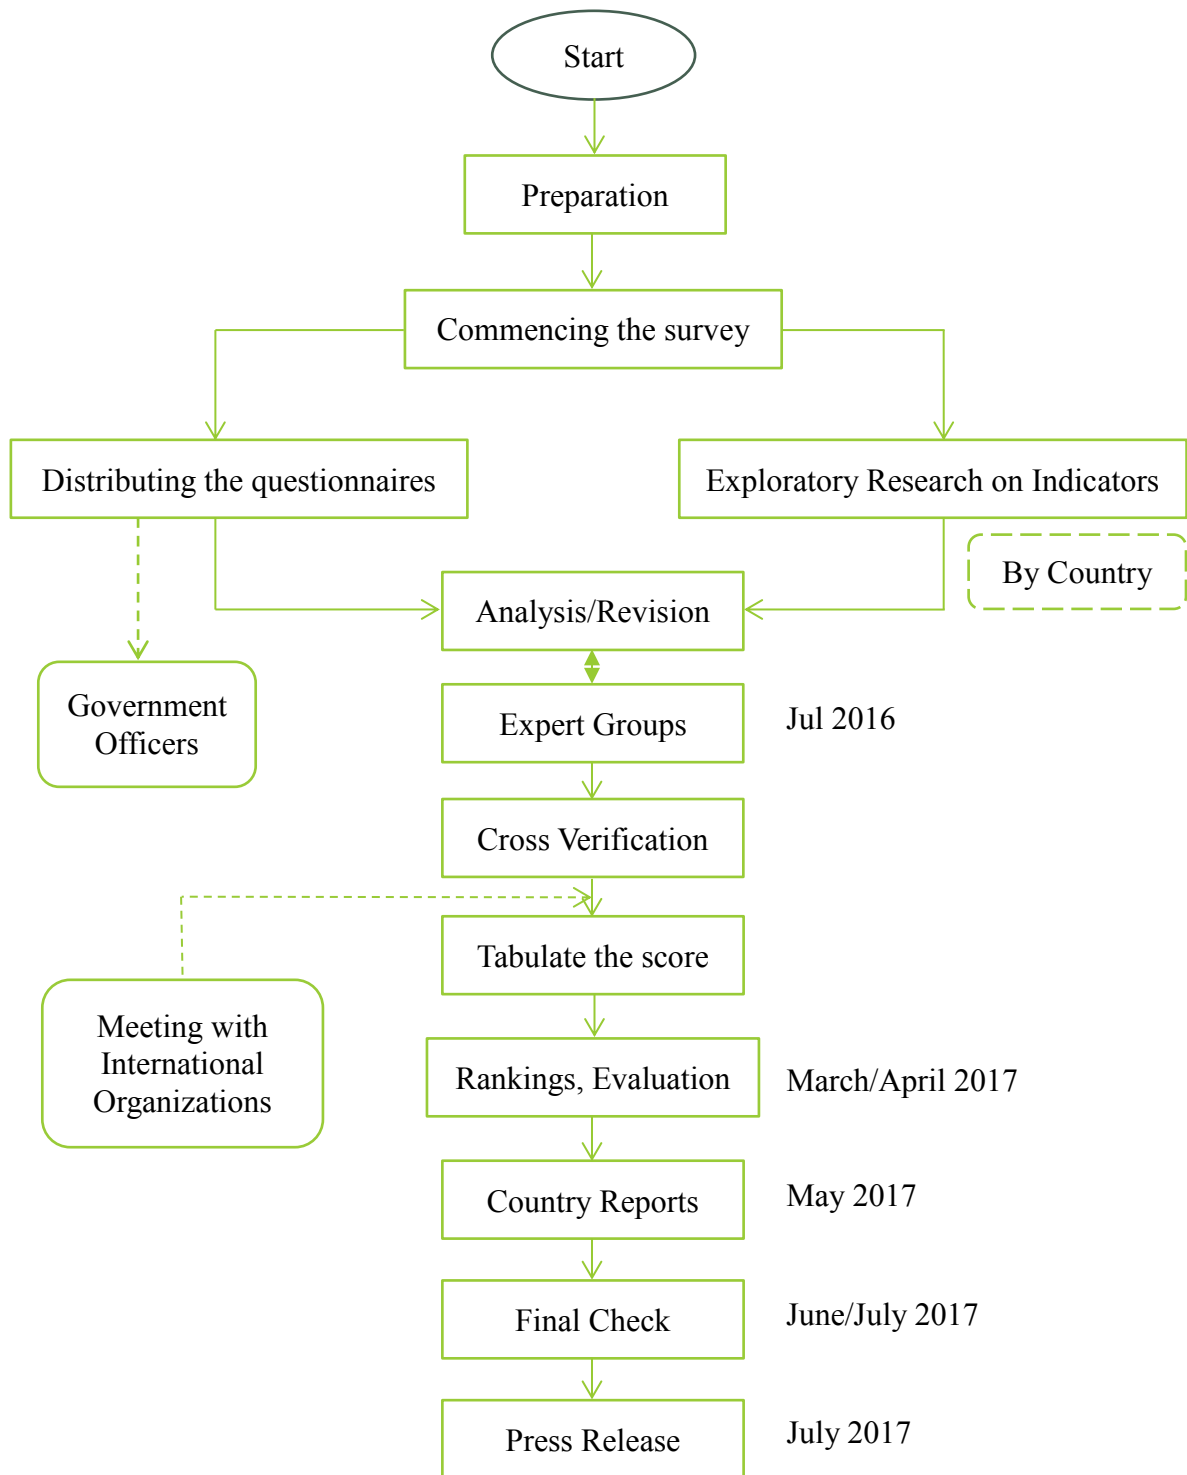 Start
Preparation
Commencing the survey
Distributing the questionnaires
Exploratory Research on Indicators
By Country
Analysis/Revision
Government
Officers
Expert Groups
Jul 2016
Cross Verification
Tabulate the score
Meeting with
International
Organizations
Rankings, Evaluation
March/April 2017
Country Reports
May 2017
Final Check
June/July 2017
Press Release
July 2017